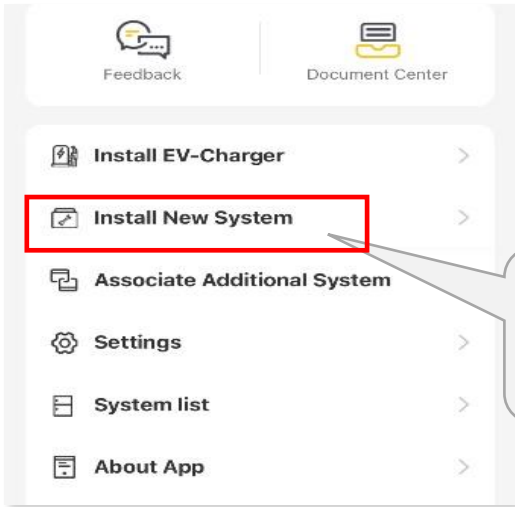 Feedback
Document Center
Install EV-Charger
Install New System
Associate Additional System
Settings
System list
About App